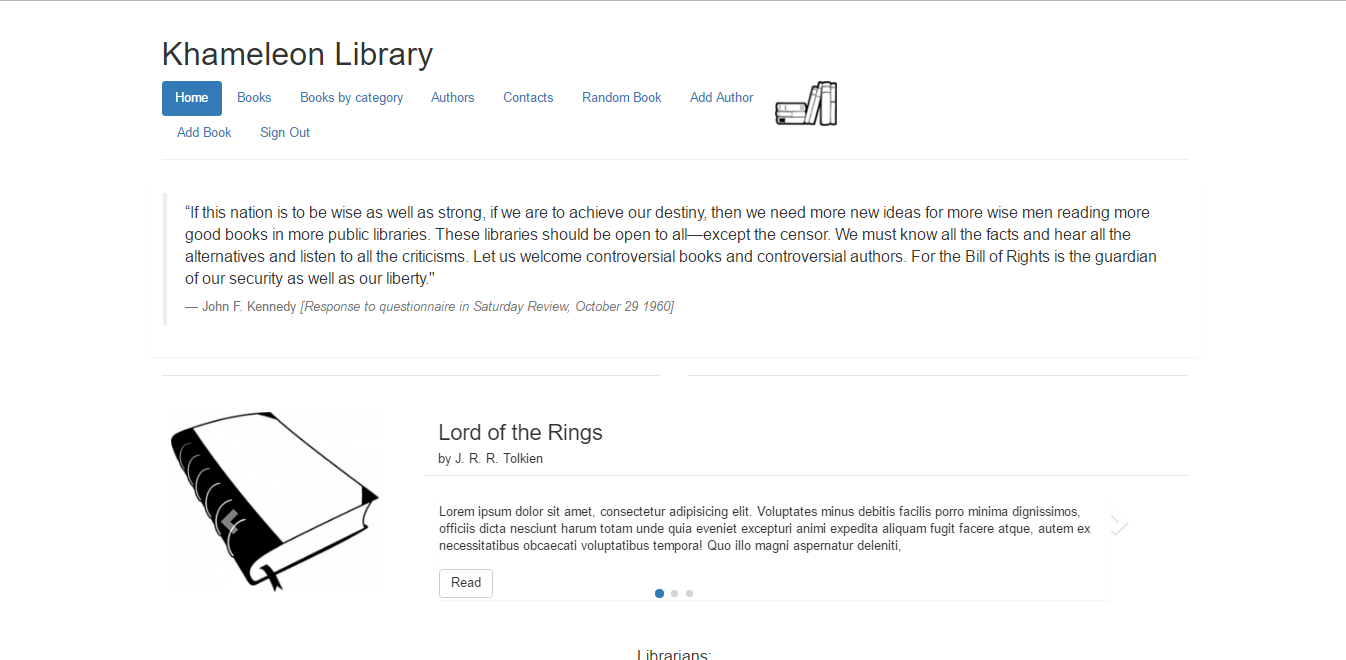 Khameleon Library
Home Books Books by category Authors Contacts Random Book Add Author
Add Book Sign Out
“If this nation is to be wise as well as strong, if we are to achieve our destiny, then we need more new ideas for more wise men reading more
good books in more public libraries. These libraries should be open to all—except the censor. We must know all the facts and hear all the
alternatives and listen to all the criticisms. Let us welcome controversial books and controversial authors. For the Bill of Rights is the guardian
of our security as well as our liberty."
— John F. Kennedy [Response to questionnaire in Saturday Review, October 29 1960]
Lord of the Rings
by J. R. R. Tolkien
Lorem ipsum dolor sit amet, consectetur adipisicing elit. Voluptates minus debitis facilis porro minima dignissimos,
officiis dicta nesciunt harum totam unde quia eveniet excepturi animi expedita aliquam fugit facere atque, autem ex
necessitatibus obcaecati voluptatibus tempora! Quo illo magni aspernatur deleniti,
Read
Librarians: